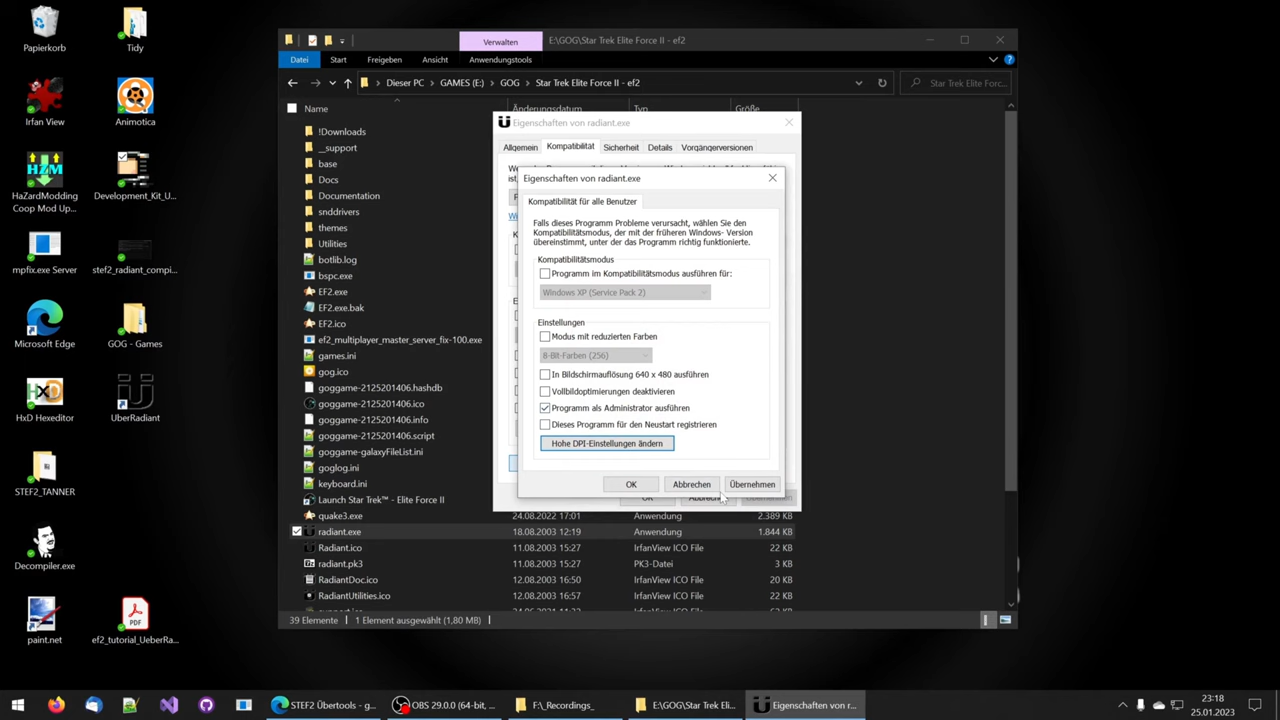 Papierkorb
Tidy
Irfan View
Animotica
HaZardModding
Coop Mod Up...
Development_Kit_U...
mpfix.exe Server
stef2_radiant_compi...
Microsoft Edge
GOG - Games
HxD Hexeditor
UberRadiant
STEF2_TANNER
Decompiler.exe
paint.net
ef2_tutorial_UeberRa...
Verwalten
E:\GOG\Star Trek Elite Force II - ef2
Datei
Start
Freigeben
Ansicht
Anwendungstools
Dieser PC > GAMES (E:) > GOG > Star Trek Elite Force II - ef2
Star Trek Elite Forc...
Name
Änderungsdatum
Typ
Größe
!Downloads
__support
base
Docs
Documentation
snddrivers
themes
Utilities
botlib.log
bspc.exe
EF2.exe
EF2.exe.bak
EF2.ico
ef2_multiplayer_master_server_fix-100.exe
games.ini
gog.ico
goggame-2125201406.hashdb
goggame-2125201406.ico
goggame-2125201406.info
goggame-2125201406.script
goggame-galaxyFileList.ini
goglog.ini
keyboard.ini
Launch Star Trek™ - Elite Force II
quake3.exe 24.08.2022 17:01 Anwendung 2.389 KB
radiant.exe 18.08.2003 12:19 Anwendung 1.844 KB
Radiant.ico 11.08.2003 15:27 IrfanView ICO File 22 KB
radiant.pk3 11.08.2003 15:27 PK3-Datei 3 KB
RadiantDoc.ico 12.08.2003 16:50 IrfanView ICO File 20 KB
RadiantUtilities.ico 12.08.2003 16:57 IrfanView ICO File 22 KB
39 Elemente
1 Element ausgewählt (1,80 MB)
Eigenschaften von radiant.exe
Allgemein
Kompatibilität
Sicherheit
Details
Vorgängerversionen
Eigenschaften von radiant.exe
Kompatibilität für alle Benutzer
Falls dieses Programm Probleme verursacht, wählen Sie den
Kompatibilitätsmodus, der mit der früheren Windows- Version
übereinstimmt, unter der das Programm richtig funktionierte.
Kompatibilitätsmodus
Programm im Kompatibilitätsmodus ausführen für:
Windows XP (Service Pack 2)
Einstellungen
Modus mit reduzierten Farben
8-Bit-Farben (256)
In Bildschirmauflösung 640 x 480 ausführen
Vollbildoptimierungen deaktivieren
Programm als Administrator ausführen
Dieses Programm für den Neustart registrieren
Hohe DPI-Einstellungen ändern
OK
Abbrechen
Übernehmen
STEF2 Übertools - g...
OBS 29.0.0 (64-bit, ...
F:\_Recordings_
E:\GOG\Star Trek Eli...
Eigenschaften von r...
23:18
25.01.2023